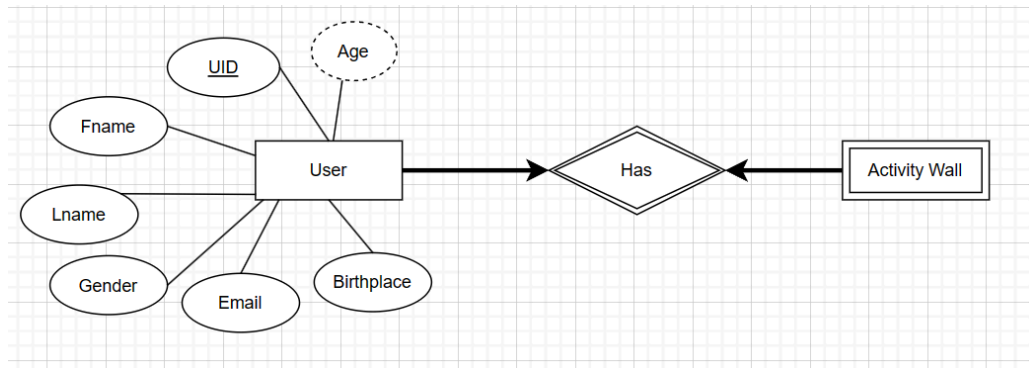 Age
UID
Fname
User
Has
Activity Wall
Lname
Gender
Email
Birthplace